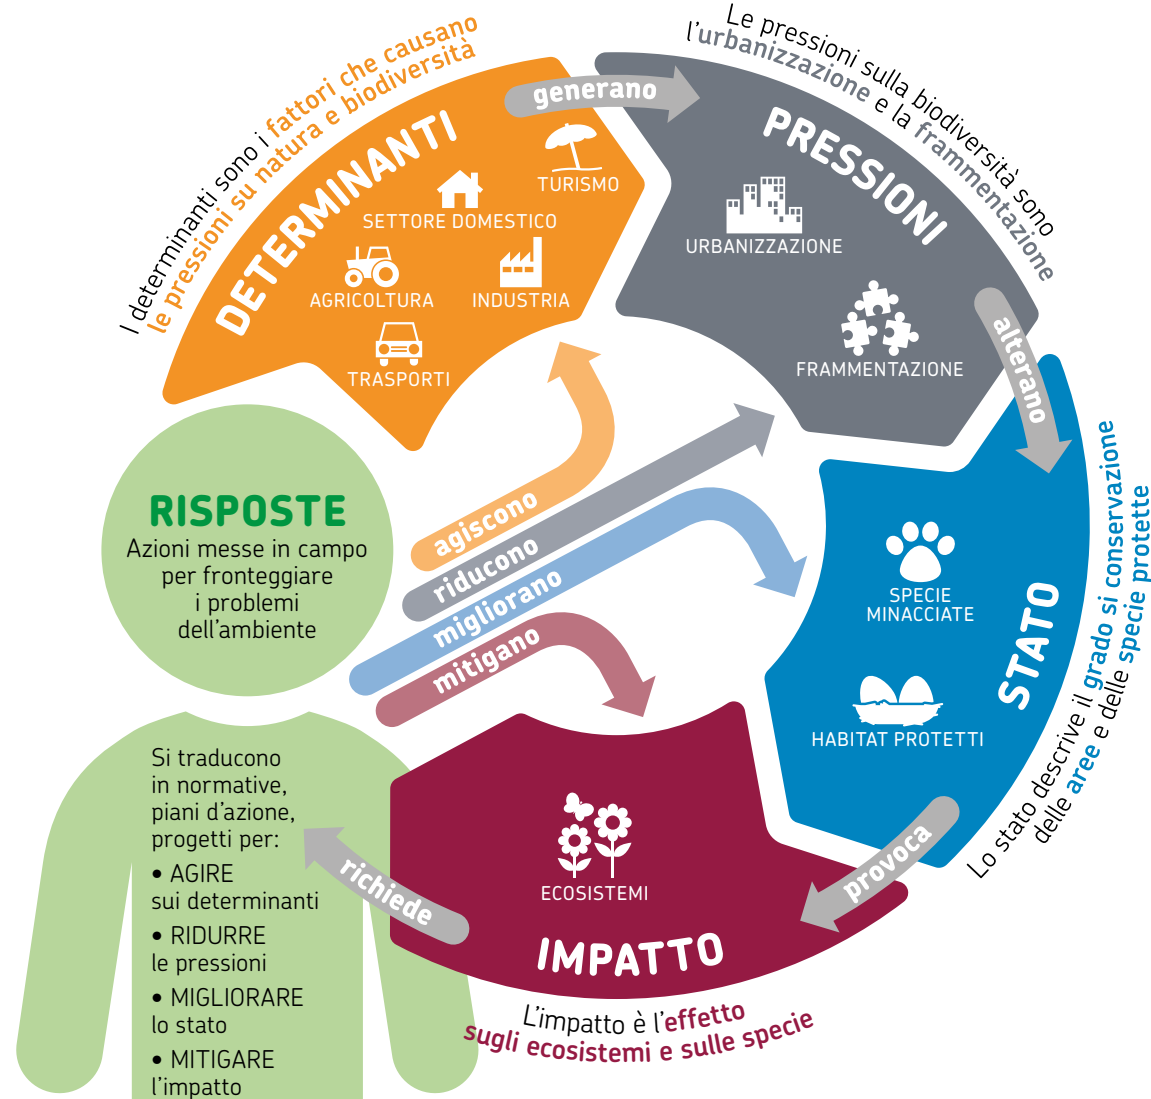 I determinanti sono i fattori che causano
le pressioni su natura e biodiversità
DETERMINANTI
TURISMO
SETTORE DOMESTICO
AGRICOLTURA
INDUSTRIA
TRASPORTI
generano
Le pressioni sulla biodiversità sono
l'urbanizzazione e la frammentazione
PRESSIONI
URBANIZZAZIONE
FRAMMENTAZIONE
alterano
STATO
SPECIE
MINACCIATE
HABITAT PROTETTI
Lo stato descrive il grado si conservazione
delle aree e delle specie protette
provoca
IMPATTO
ECOSISTEMI
L'impatto è l'effetto
sugli ecosistemi e sulle specie
richiede
RISPOSTE
Azioni messe in campo
per fronteggiare
i problemi
dell'ambiente
agiscono
riducono
migliorano
mitigano
Si traducono
in normative,
piani d'azione,
progetti per:
• AGIRE
sui determinanti
• RIDURRE
le pressioni
• MIGLIORARE
lo stato
• MITIGARE
l'impatto